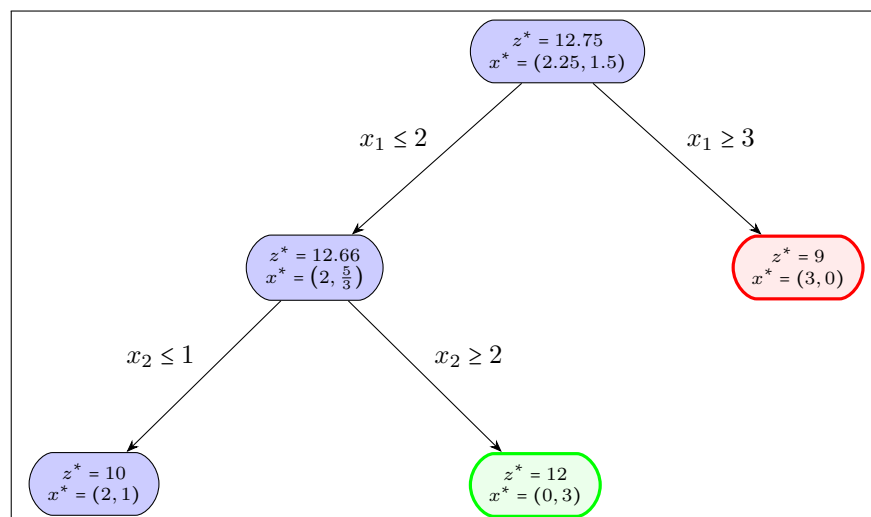 z* = 12.75
x* = (2.25, 1.5)
x₁ ≤ 2
x₁ ≥ 3
z* = 12.66
x* = (2, 5/3)
z* = 9
x* = (3, 0)
x₂ ≤ 1
x₂ ≥ 2
z* = 10
x* = (2, 1)
z* = 12
x* = (0, 3)